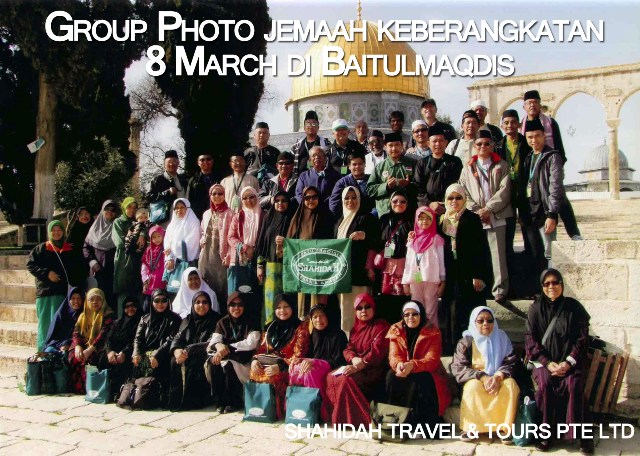 Group Photo jemaah keberangkatan
8 March di Baitulmaqdis
SHAHIDAH
SHAHIDAH TRAVEL & TOURS PTE LTD